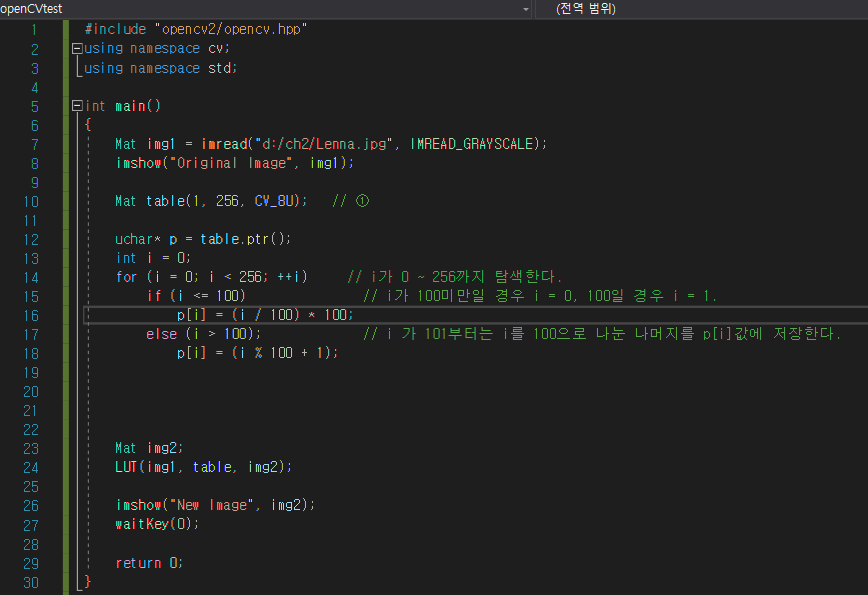 openCVtest (전역 범위)
1 #include "opencv2/opencv.hpp"
2 using namespace cv;
3 using namespace std;
4
5 int main()
6 {
7 Mat img1 = imread("d:/ch2/Lenna.jpg", IMREAD_GRAYSCALE);
8 imshow("Original Image", img1);
9
10 Mat table(1, 256, CV_8U); // ①
11
12 uchar* p = table.ptr();
13 int i = 0;
14 for (i = 0; i < 256; ++i) // i가 0 ~ 256까지 탐색한다.
15 if (i <= 100) // i가 100미만일 경우 i = 0, 100일 경우 i = 1.
16 p[i] = (i / 100) * 100;
17 else (i > 100); // i 가 101부터는 i를 100으로 나눈 나머지를 p[i]값에 저장한다.
18 p[i] = (i % 100 + 1);
19
20
21
22
23 Mat img2;
24 LUT(img1, table, img2);
25
26 imshow("New Image", img2);
27 waitKey(0);
28
29 return 0;
30 }